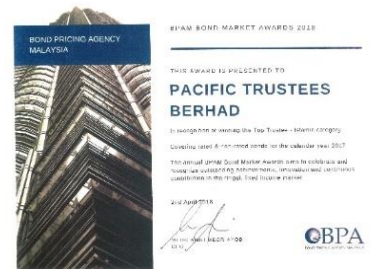 BOND PRICING AGENCY
MALAYSIA
BPAM BOND MARKET AWARDS 2018
THIS AWARD IS PRESENTED TO
PACIFIC TRUSTEES
BERHAD
In recognition of winning the Top Trustee - Islamic category
Covering rated & non-rated bonds for the calendar year 2017
The annual BPAM Bond Market Awards aims to celebrate and
recognise outstanding achievements, innovation and continued
contribution in the ringgit fixed income market
2nd April 2018
CEO
BPA